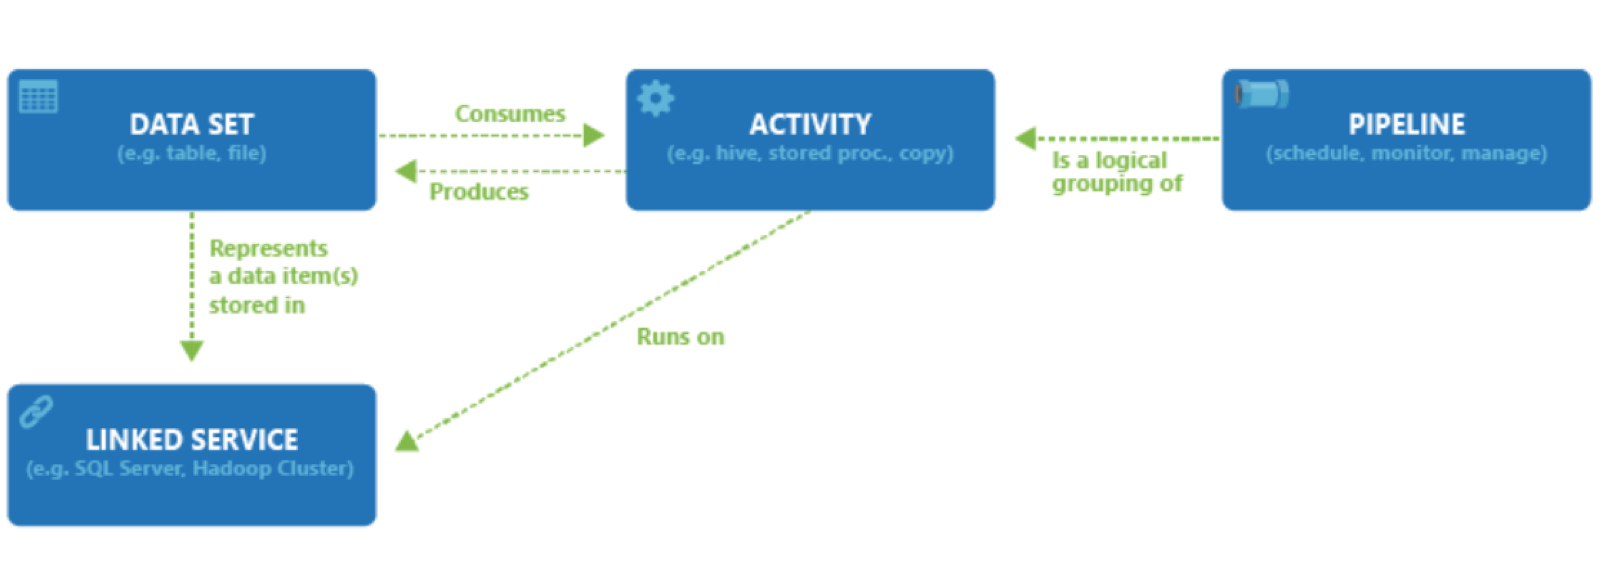 DATA SET
(e.g. table, file)
Consumes
Produces
ACTIVITY
(e.g. hive, stored proc., copy)
Is a logical
grouping of
PIPELINE
(schedule, monitor, manage)
Represents
a data item(s)
stored in
Runs on
LINKED SERVICE
(e.g. SQL Server, Hadoop Cluster)